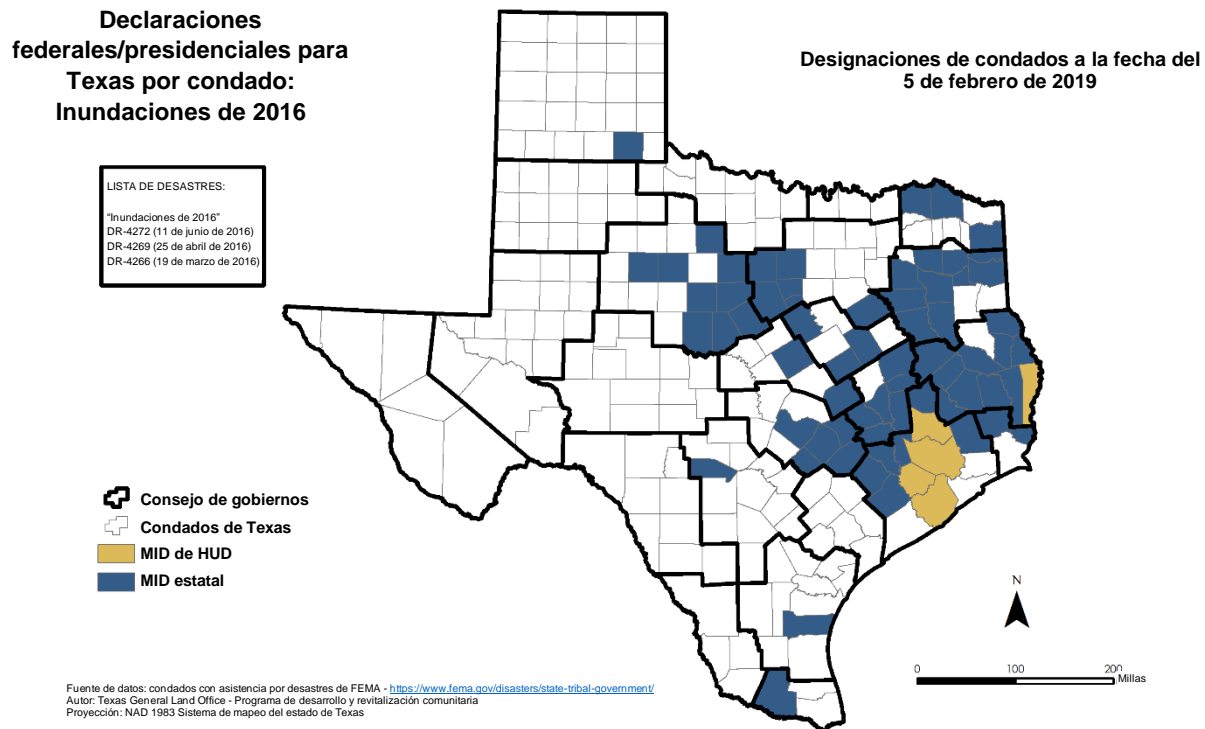 Declaraciones
federales/presidenciales para
Texas por condado:
Inundaciones de 2016
Designaciones de condados a la fecha del
5 de febrero de 2019
LISTA DE DESASTRES:
“Inundaciones de 2016”
DR-4272 (11 de junio de 2016)
DR-4269 (25 de abril de 2016)
DR-4266 (19 de marzo de 2016)
Consejo de gobiernos
Condados de Texas
MID de HUD
MID estatal
N
0 100 200
Millas
Fuente de datos: condados con asistencia por desastres de FEMA - https://www.fema.gov/disasters/state-tribal-government/
Autor: Texas General Land Office - Programa de desarrollo y revitalización comunitaria
Proyección: NAD 1983 Sistema de mapeo del estado de Texas